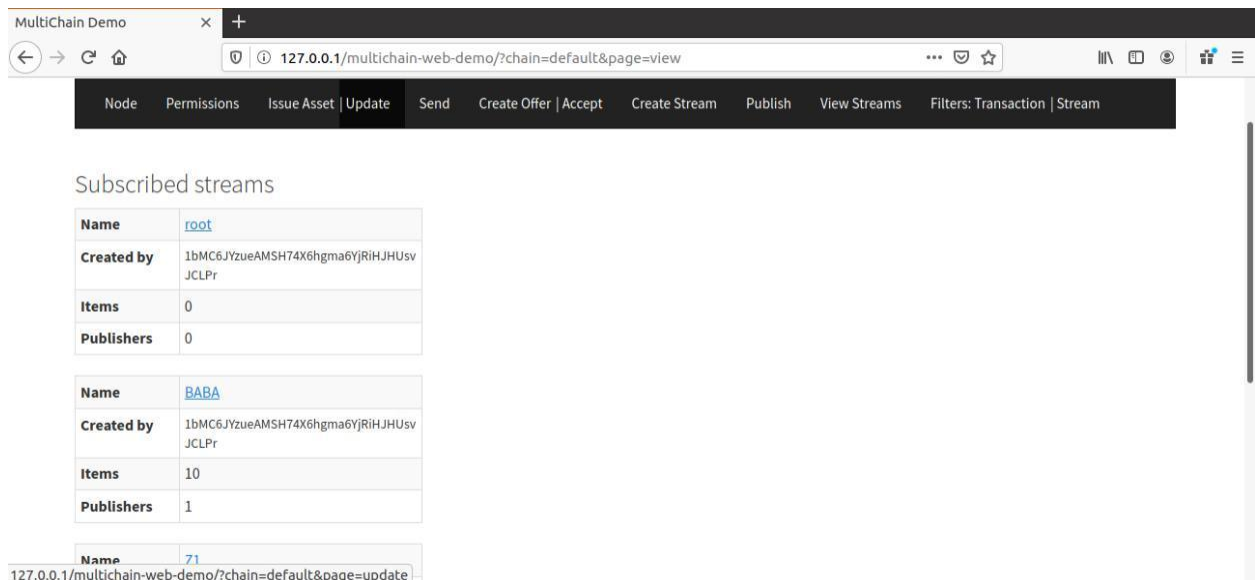 MultiChain Demo
127.0.0.1/multichain-web-demo/?chain=default&page=view
Node Permissions Issue Asset | Update Send Create Offer | Accept Create Stream Publish View Streams Filters: Transaction | Stream
Subscribed streams
Name root
Created by 1bMC6JYzueAMSH74X6hgma6YjRiHJHUsv
JCLPr
Items 0
Publishers 0
Name BABA
Created by 1bMC6JYzueAMSH74X6hgma6YjRiHJHUsv
JCLPr
Items 10
Publishers 1
Name Z1
127.0.0.1/multichain-web-demo/?chain=default&page=update